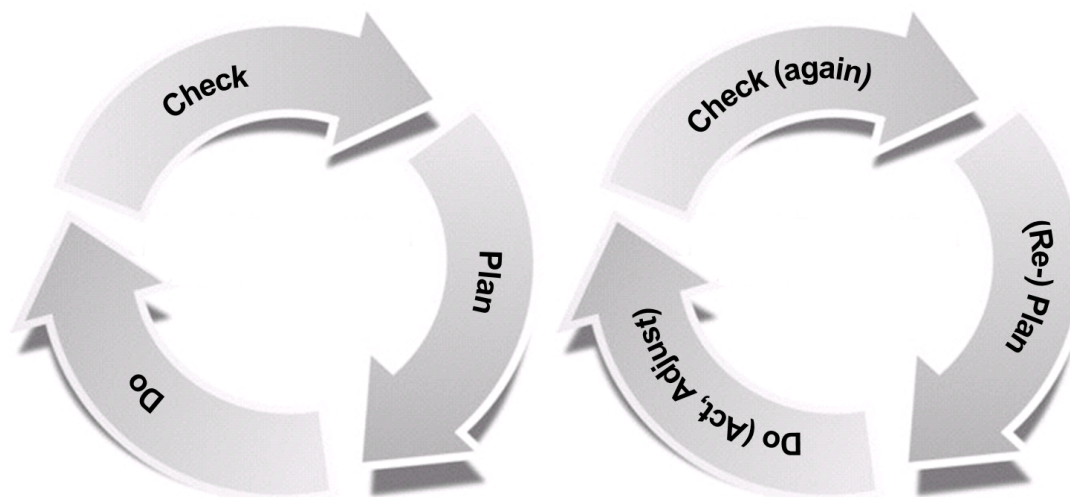 Check
Plan
Do
Check (again)
(Re-) Plan
Do (Act, Adjust)